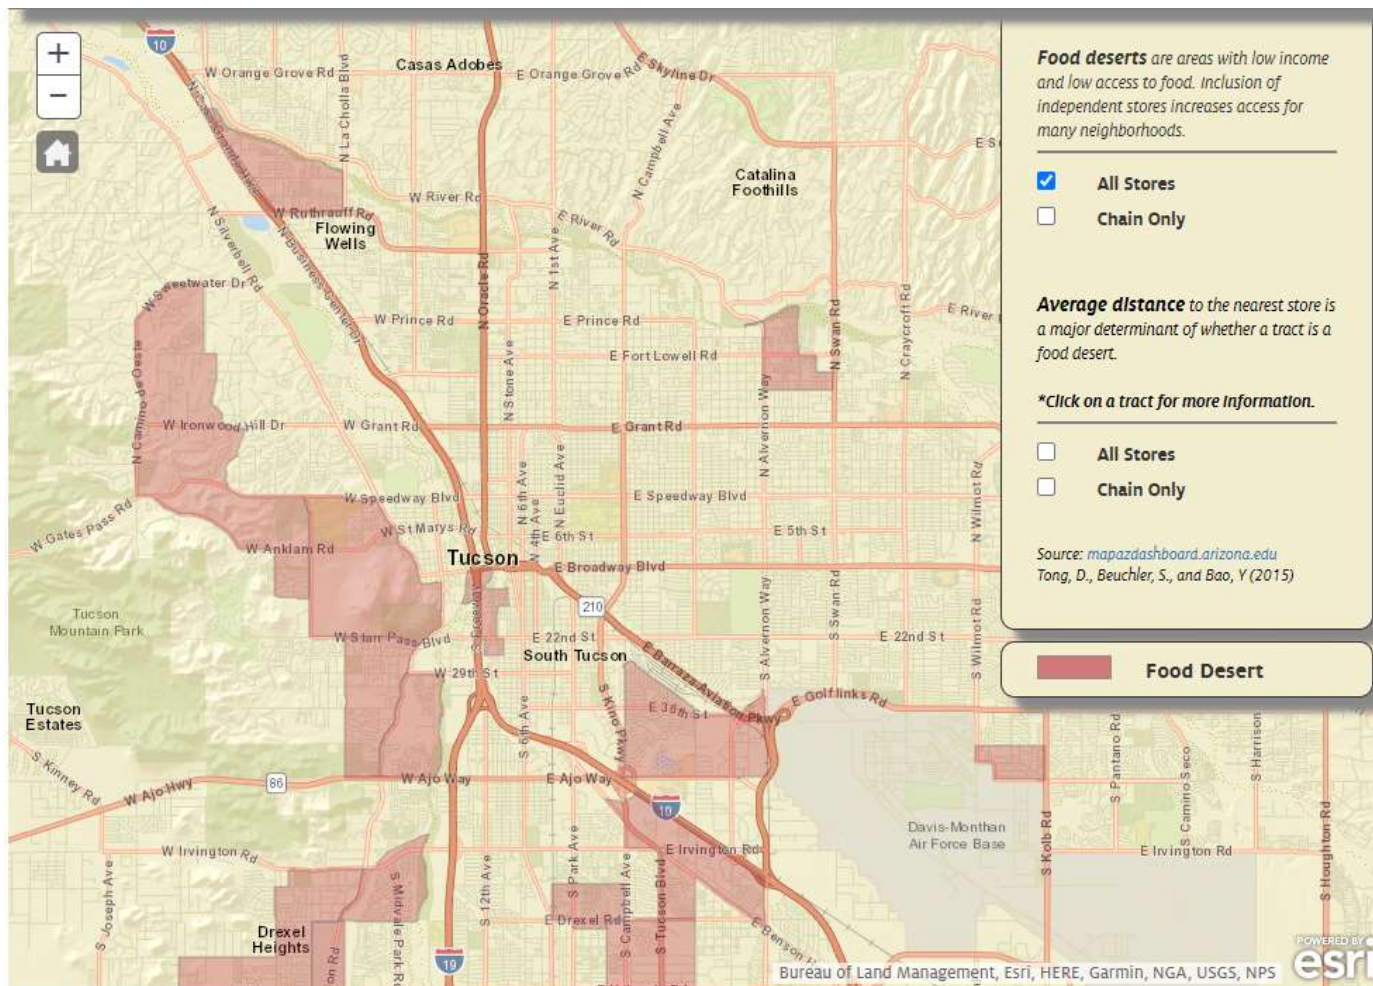 +
−
10
W Orange Grove Rd
N La Cholla Blvd
Casas Adobes
E Orange Grove Rd
E Skyline Dr
N Campbell Ave
Catalina
Foothills
W River Rd
E River Rd
W Ruthrauff Rd
Flowing
Wells
N Silverbell Rd
N Business Center Dr
N Oracle Rd
N 1st Ave
W Sweetwater Dr
W Prince Rd
E Prince Rd
E Fort Lowell Rd
N Swan Rd
N Craycroft Rd
E River
N Camino de Oeste
N Stone Ave
N Alvernon Way
W Ironwood Hill Dr
W Grant Rd
E Grant Rd
N 6th Ave
N Euclid Ave
N 4th Ave
N Wilmot Rd
W Speedway Blvd
E Speedway Blvd
W Gates Pass Rd
W St Marys Rd
E 6th St
E 5th St
W Anklam Rd
Tucson
E Broadway Blvd
S Freeway
210
Tucson
Mountain Park
S Alvernon Way
S Swan Rd
S Wilmot Rd
W Starr Pass Blvd
E 22nd St
E 22nd St
South Tucson
E Barraza Aviation Pkwy
W 29th St
Tucson
Estates
S 6th Ave
S Kino Pkwy
E 36th St
E Golf links Rd
S Kinney Rd
W Ajo Hwy
86
W Ajo Way
E Ajo Way
10
S Pantano Rd
S Camino Seco
S Harrison
Davis-Monthan
Air Force Base
S Kolb Rd
S Houghton Rd
W Irvington Rd
E Irvington Rd
E Irvington Rd
S Joseph Ave
S Midvale Park Rd
S 12th Ave
S Park Ave
S Campbell Ave
S Tucson Blvd
E Drexel Rd
E Benson H
Drexel
Heights
on Rd
19
Food deserts are areas with low income
and low access to food. Inclusion of
independent stores increases access for
many neighborhoods.
All Stores
Chain Only
Average distance to the nearest store is
a major determinant of whether a tract is a
food desert.
*Click on a tract for more information.
All Stores
Chain Only
Source: mapazdashboard.arizona.edu
Tong, D., Beuchler, S., and Bao, Y (2015)
Food Desert
Bureau of Land Management, Esri, HERE, Garmin, NGA, USGS, NPS
POWERED BY
esri